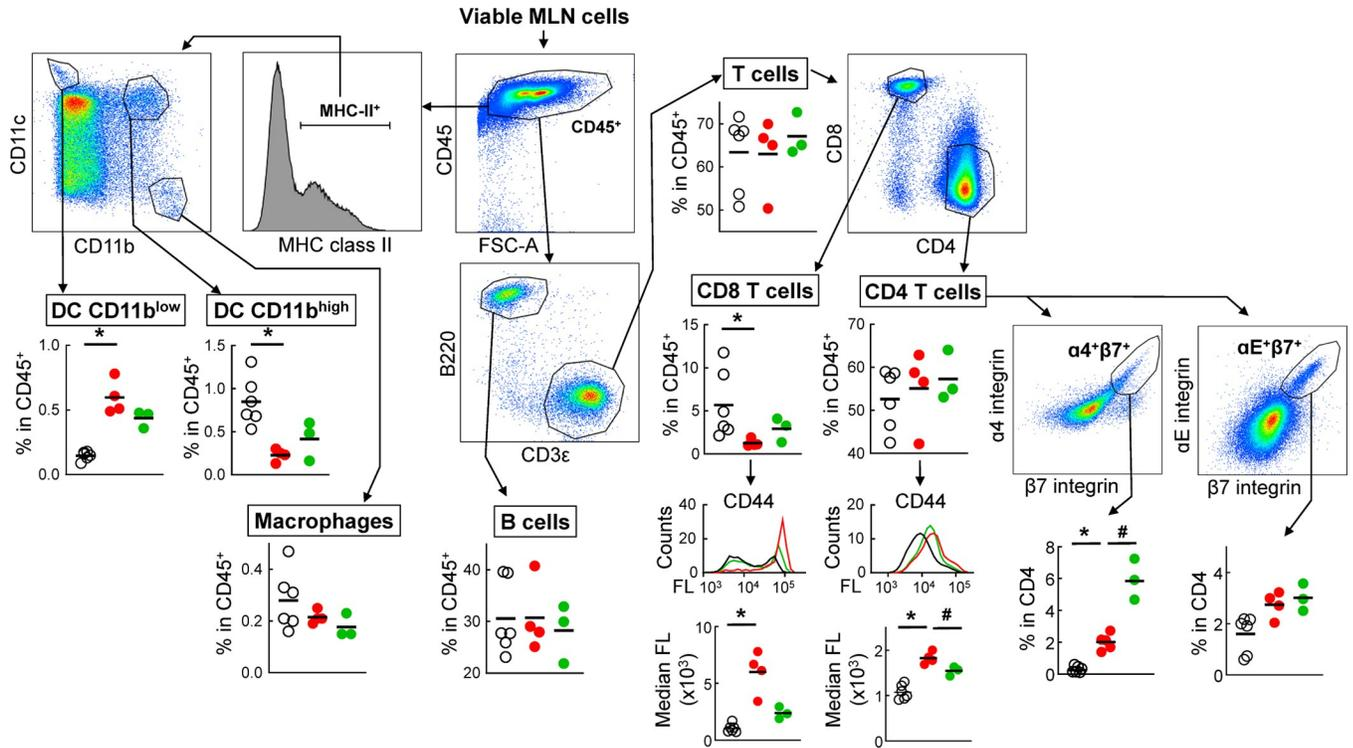 Viable MLN cells
CD11c
CD11b
MHC-II⁺
MHC class II
CD45
CD45⁺
FSC-A
T cells
% in CD45⁺
70
60
50
CD8
CD4
B220
CD3ε
DC CD11bˡᵒʷ
*
% in CD45⁺
1.0
0.5
0.0
DC CD11bʰⁱᵍʰ
*
% in CD45⁺
1.5
1.0
0.5
0.0
CD8 T cells
*
% in CD45⁺
15
10
5
0
CD4 T cells
% in CD45⁺
70
60
50
40
α4⁺β7⁺
α4 integrin
β7 integrin
αE⁺β7⁺
αE integrin
β7 integrin
Macrophages
% in CD45⁺
0.4
0.2
0.0
B cells
% in CD45⁺
40
30
20
CD44
Counts
40
20
0
FL 10³ 10⁴ 10⁵
CD44
Counts
20
10
0
FL 10³ 10⁴ 10⁵
*
Median FL
(x10³)
10
5
0
* #
Median FL
(x10³)
2
1
0
* #
% in CD4
8
6
4
2
0
% in CD4
4
2
0